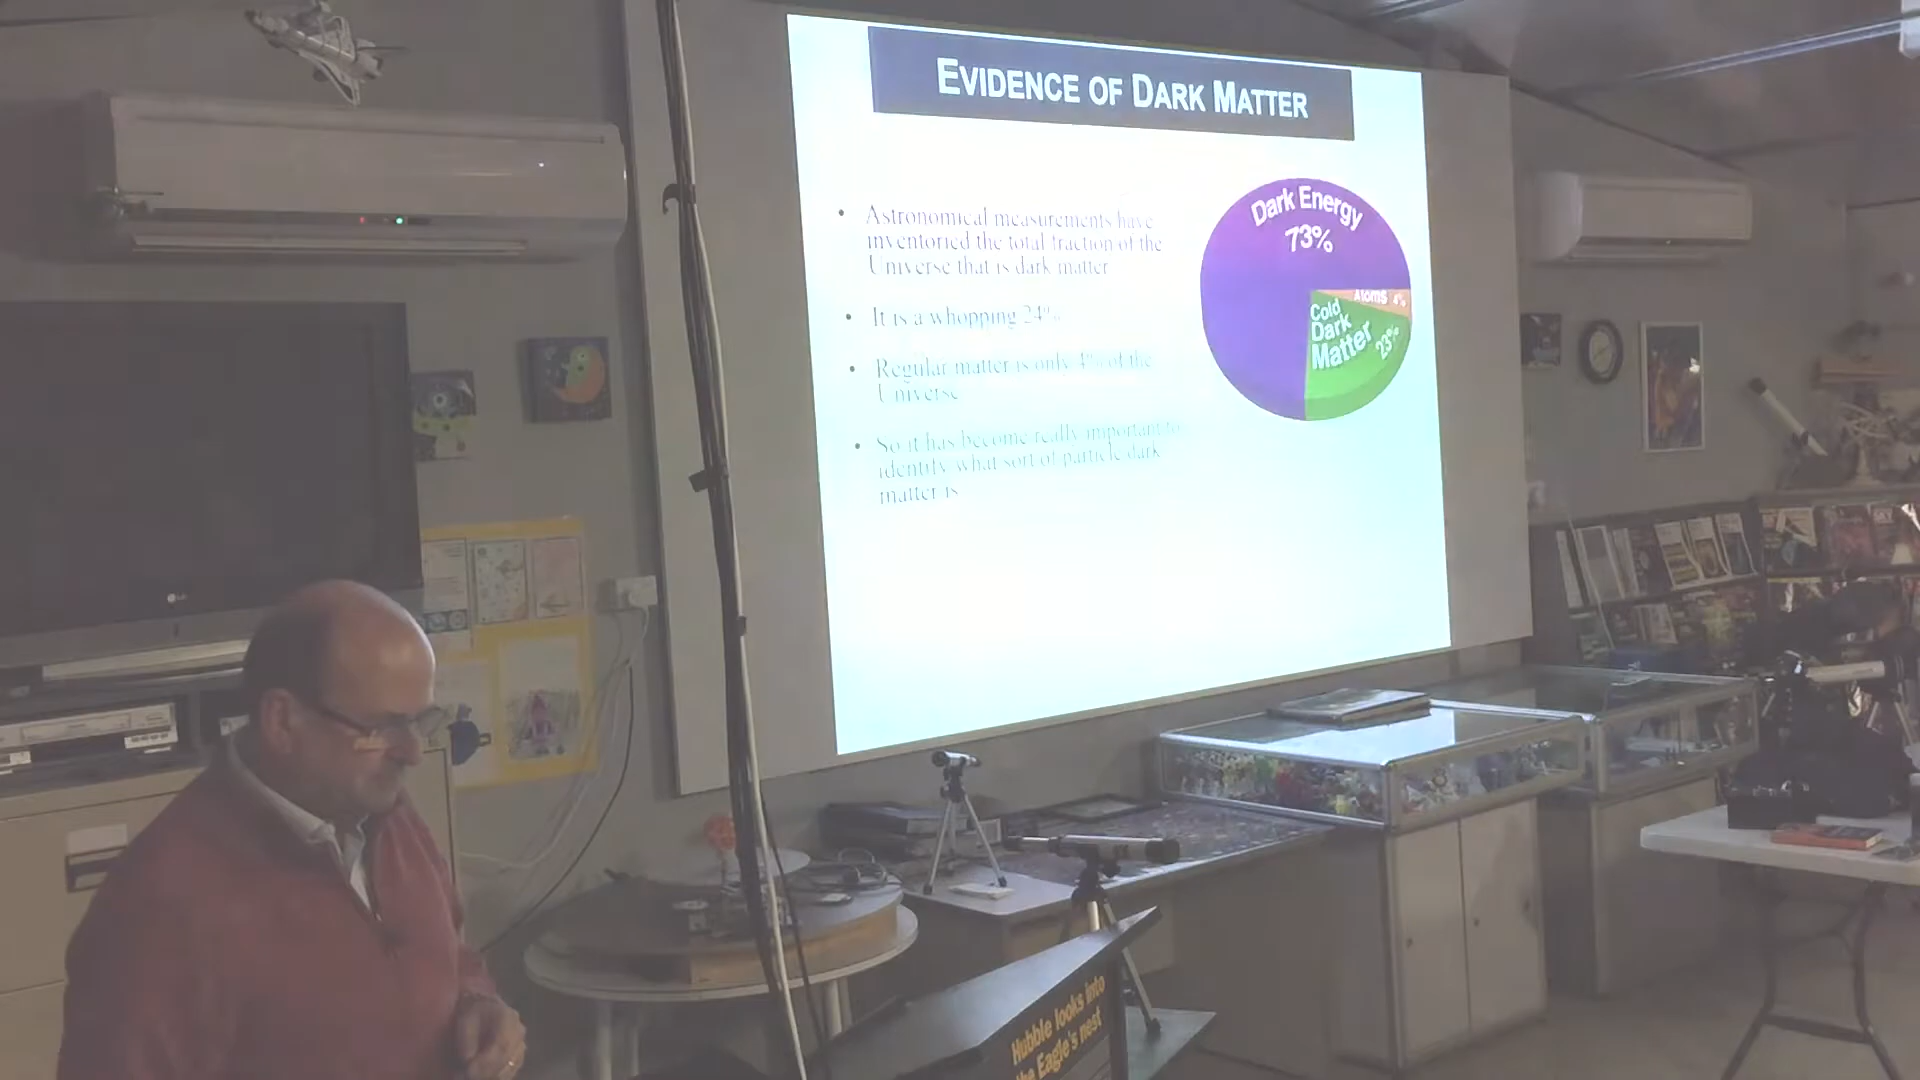 EVIDENCE OF DARK MATTER
• Astronomical measurements have
inventoried the total fraction of the
Universe that is dark matter
• It is a whopping 24%
• Regular matter is only 4% of the
Universe
• So it has become really important to
identify what sort of particle dark
matter is
Dark Energy
73%
Atoms 4%
Cold
Dark
Matter
23%
LG
Hubble looks into
the Eagle's nest